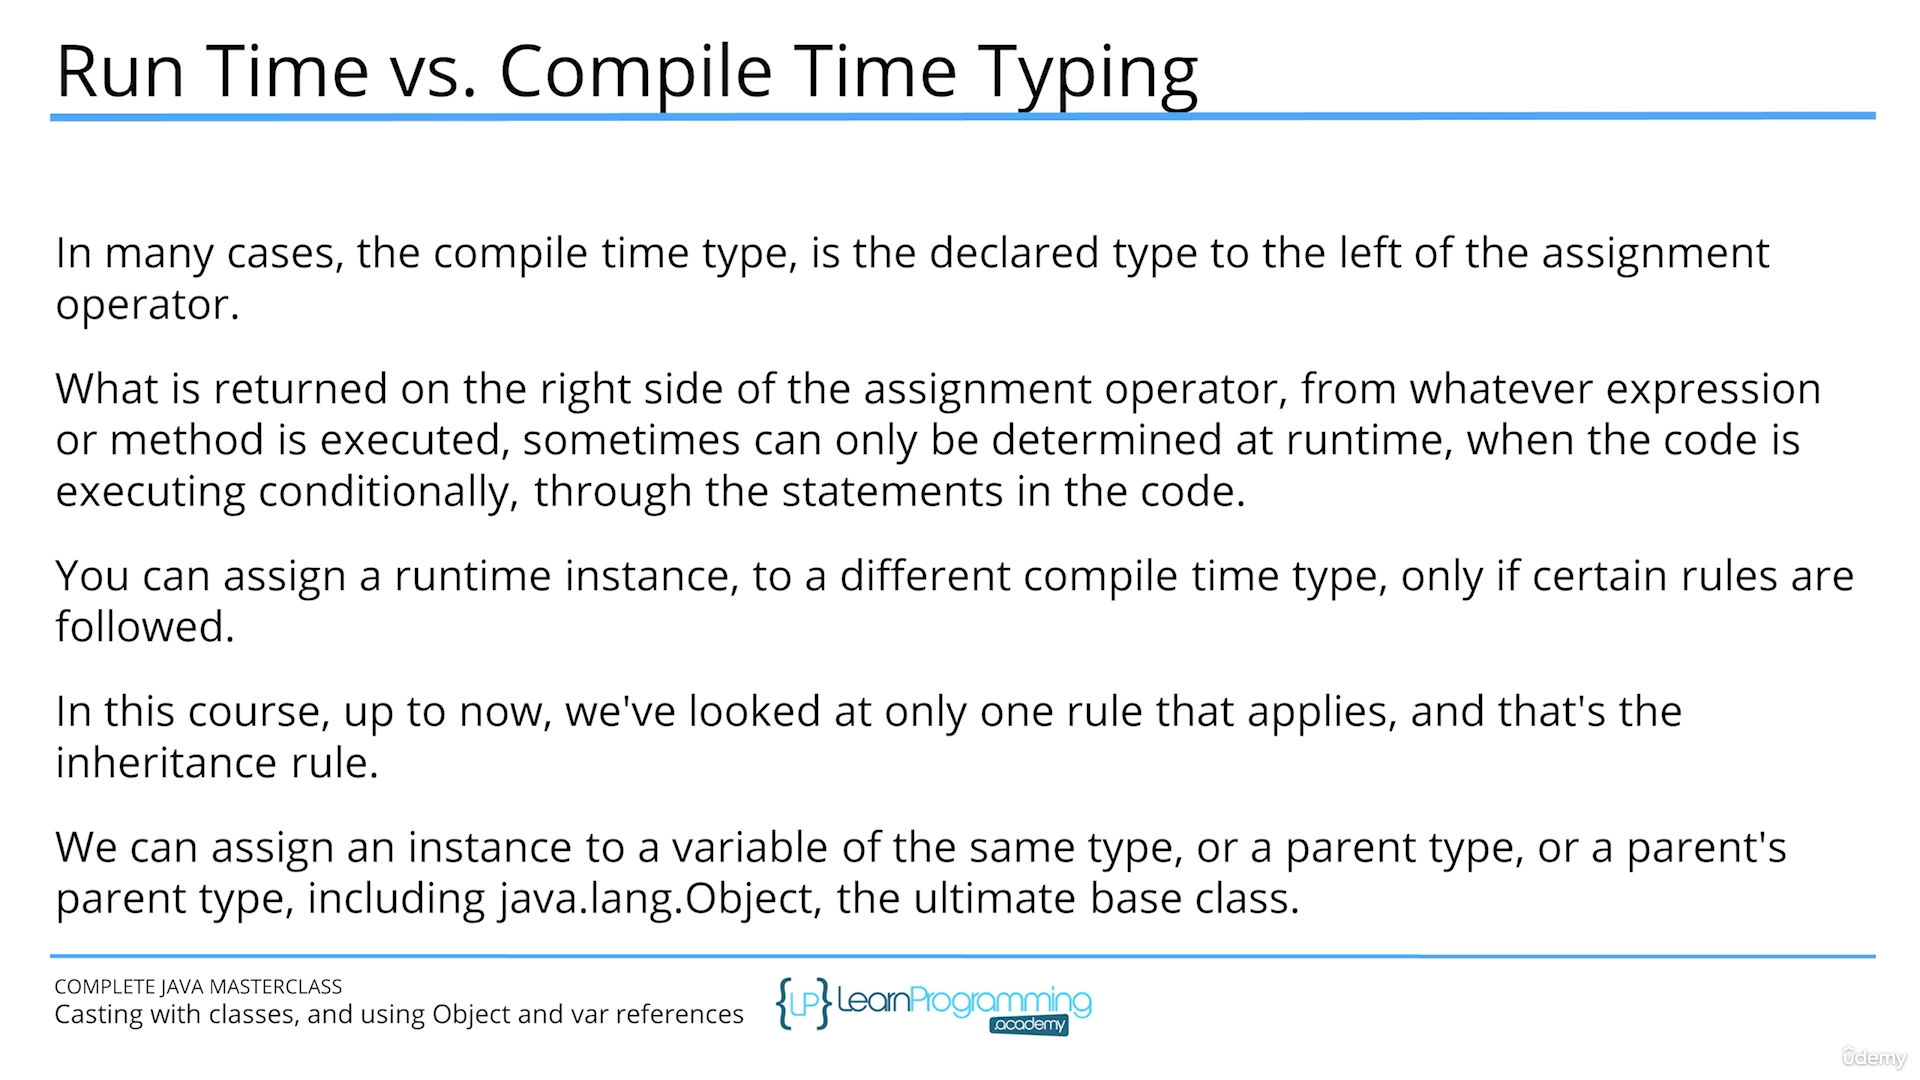 Run Time vs. Compile Time Typing
In many cases, the compile time type, is the declared type to the left of the assignment
operator.
What is returned on the right side of the assignment operator, from whatever expression
or method is executed, sometimes can only be determined at runtime, when the code is
executing conditionally, through the statements in the code.
You can assign a runtime instance, to a different compile time type, only if certain rules are
followed.
In this course, up to now, we've looked at only one rule that applies, and that's the
inheritance rule.
We can assign an instance to a variable of the same type, or a parent type, or a parent's
parent type, including java.lang.Object, the ultimate base class.
COMPLETE JAVA MASTERCLASS
Casting with classes, and using Object and var references
{LP} LearnProgramming
.academy
ûdemy